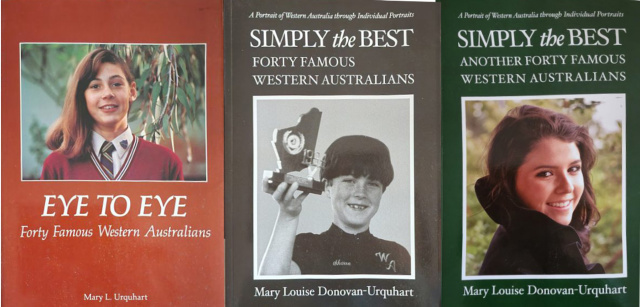 EYE TO EYE
Forty Famous Western Australians
Mary L. Urquhart
A Portrait of Western Australia through Individual Portraits
SIMPLY the BEST
FORTY FAMOUS
WESTERN AUSTRALIANS
WA
Mary Louise Donovan-Urquhart
A Portrait of Western Australia through Individual Portraits
SIMPLY the BEST
ANOTHER FORTY FAMOUS
WESTERN AUSTRALIANS
Mary Louise Donovan-Urquhart